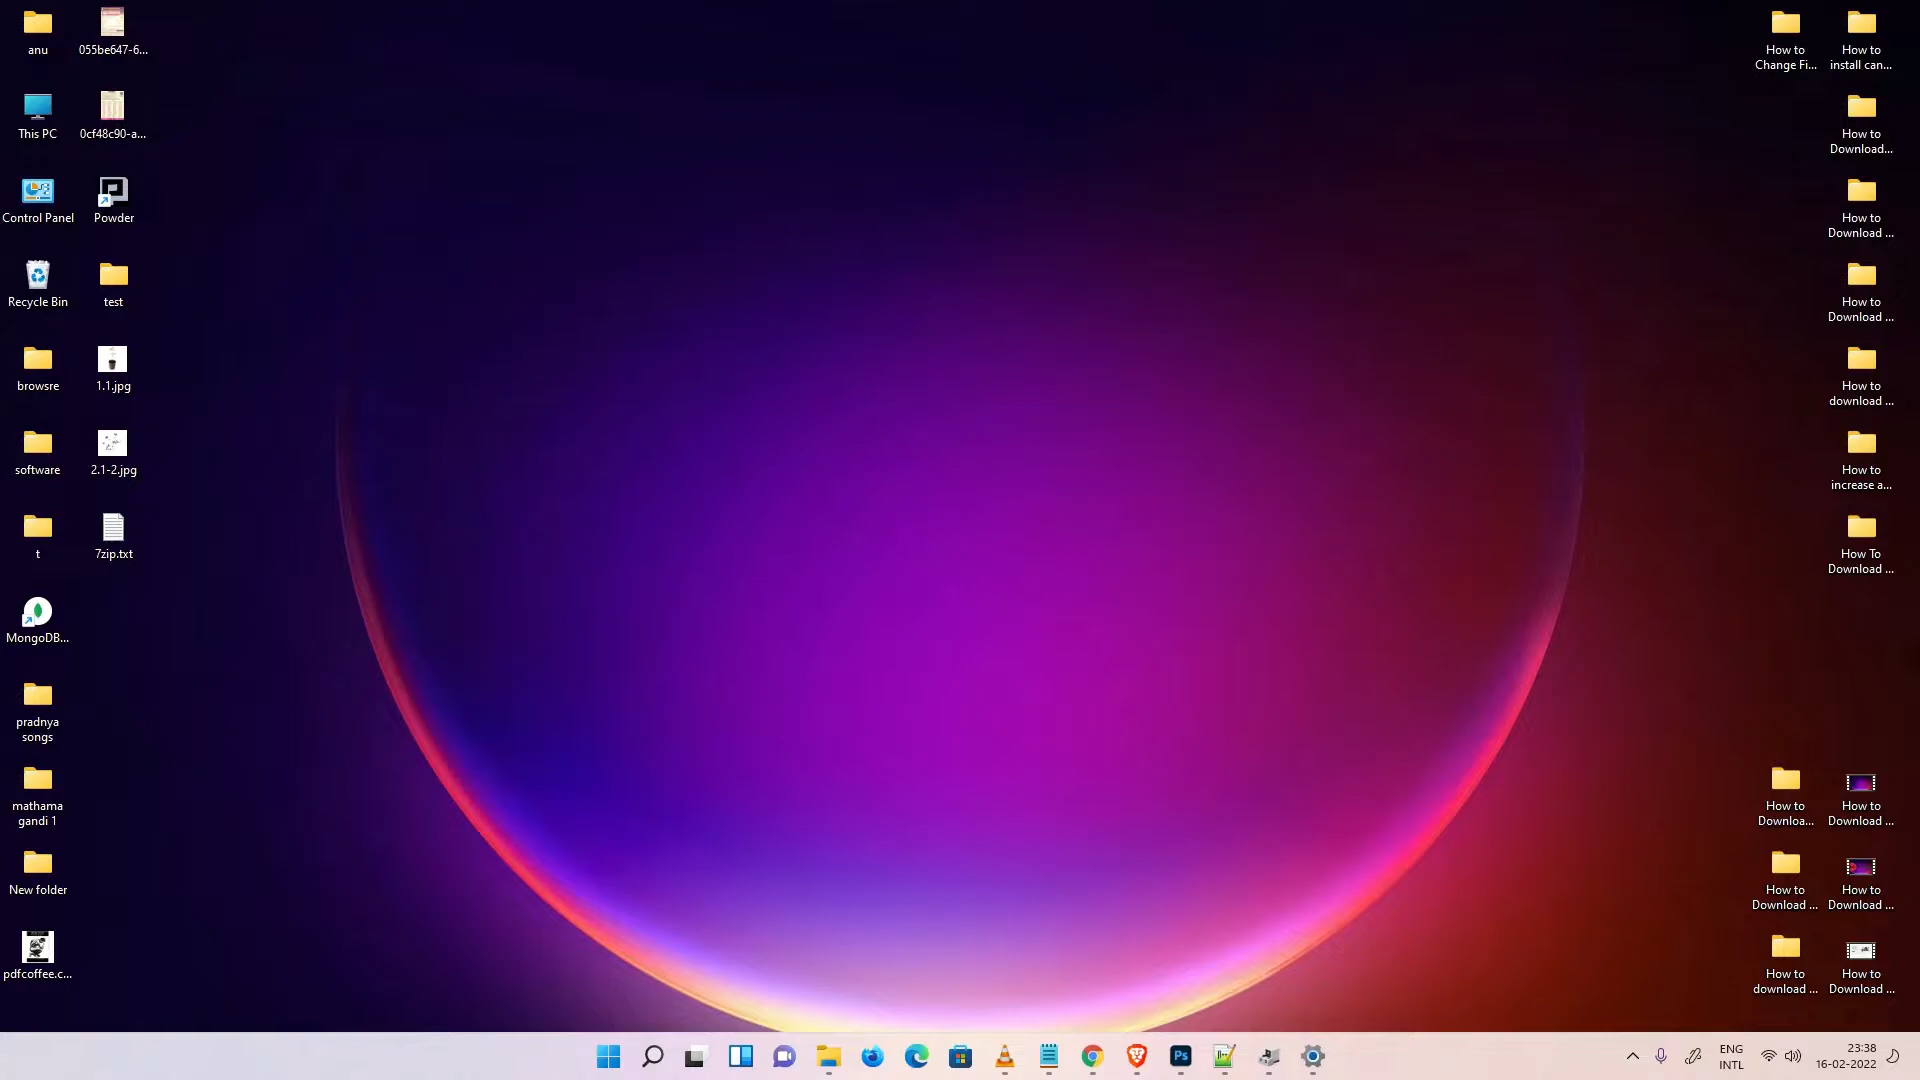 anu
055be647-6...
This PC
0cf48c90-a...
Control Panel
Powder
Recycle Bin
test
browsre
1.1.jpg
software
2.1-2.jpg
t
7zip.txt
MongoDB...
pradnya
songs
mathama
gandi 1
New folder
pdfcoffee.c...
How to
Change Fi...
How to
install can...
How to
Download...
How to
Download ...
How to
Download ...
How to
download ...
How to
increase a...
How To
Download ...
How to
Downloa...
How to
Download ...
How to
Download ...
How to
Download ...
How to
download ...
How to
Download ...
Ps
ENG
INTL
23:38
16-02-2022